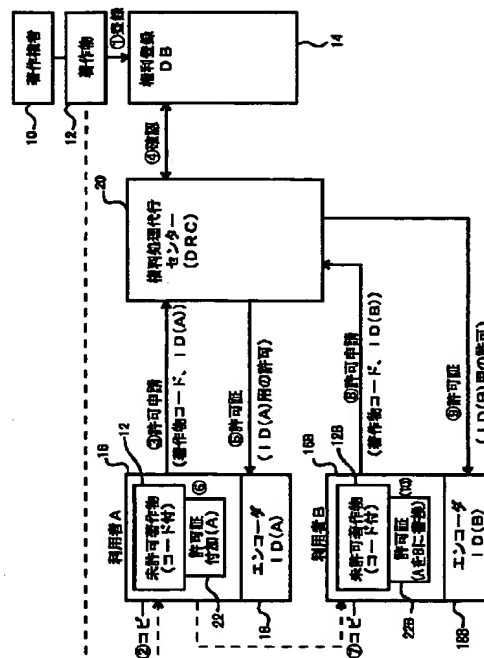 著作権者
10
著作物
12
①登録
権利登録
DB
14
④確認
20
権利処理代行
センター
(DRC)
③許可申請
(著作物コード、ID(A))
⑤許可証
(ID(A)用の許可)
⑧許可申請
(著作物コード、ID(B))
⑨許可証
(ID(B)用の許可)
利用者A
16
12
未許可著作物
(コード付)
⑥
許可証
付加(A)
22
エンコーダ
ID(A)
18
②コピー
利用者B
16B
12B
未許可著作物
(コード付)
(10)
許可証
(AをBに書換)
22B
エンコーダ
ID(B)
18B
⑦コピー